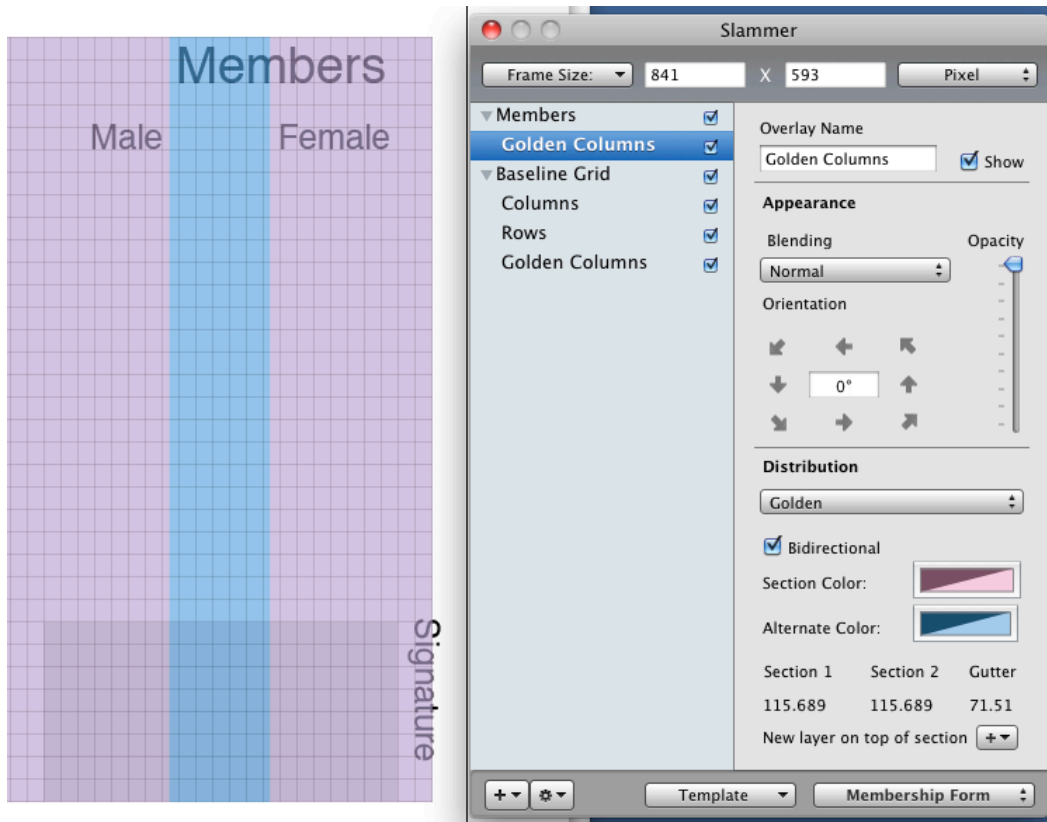 Members
Male Female
Signature
Slammer
Frame Size: 841 X 593 Pixel
Members
Golden Columns
Baseline Grid
Columns
Rows
Golden Columns
Overlay Name
Golden Columns Show
Appearance
Blending Opacity
Normal
Orientation
0°
Distribution
Golden
Bidirectional
Section Color:
Alternate Color:
Section 1 Section 2 Gutter
115.689 115.689 71.51
New layer on top of section
Template Membership Form